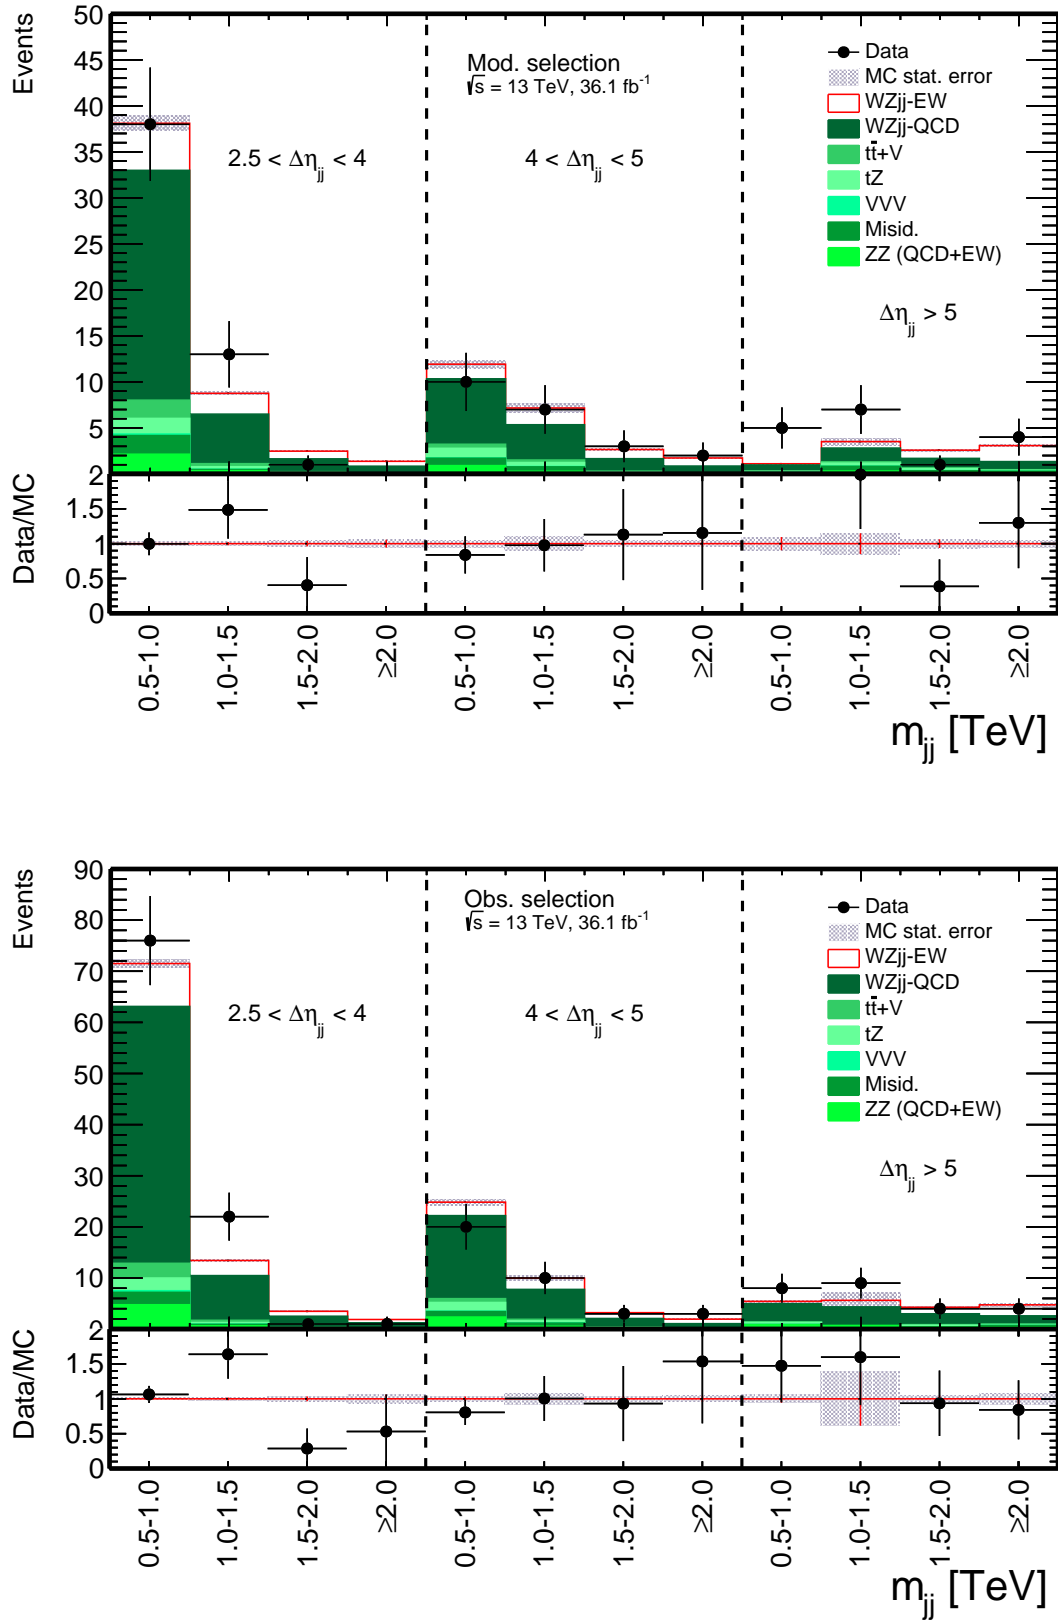 Events
50
45
40
35
30
25
20
15
10
5
Mod. selection
√s = 13 TeV, 36.1 fb⁻¹
2.5 < Δη_jj < 4
4 < Δη_jj < 5
Δη_jj > 5
Data
MC stat. error
WZjj-EW
WZjj-QCD
tt̄+V
tZ
VVV
Misid.
ZZ (QCD+EW)
Data/MC
2
1.5
1
0.5
0
0.5-1.0
1.0-1.5
1.5-2.0
≥2.0
0.5-1.0
1.0-1.5
1.5-2.0
≥2.0
0.5-1.0
1.0-1.5
1.5-2.0
≥2.0
m_jj [TeV]
Events
90
80
70
60
50
40
30
20
10
Obs. selection
√s = 13 TeV, 36.1 fb⁻¹
2.5 < Δη_jj < 4
4 < Δη_jj < 5
Δη_jj > 5
Data
MC stat. error
WZjj-EW
WZjj-QCD
tt̄+V
tZ
VVV
Misid.
ZZ (QCD+EW)
Data/MC
2
1.5
1
0.5
0
0.5-1.0
1.0-1.5
1.5-2.0
≥2.0
0.5-1.0
1.0-1.5
1.5-2.0
≥2.0
0.5-1.0
1.0-1.5
1.5-2.0
≥2.0
m_jj [TeV]